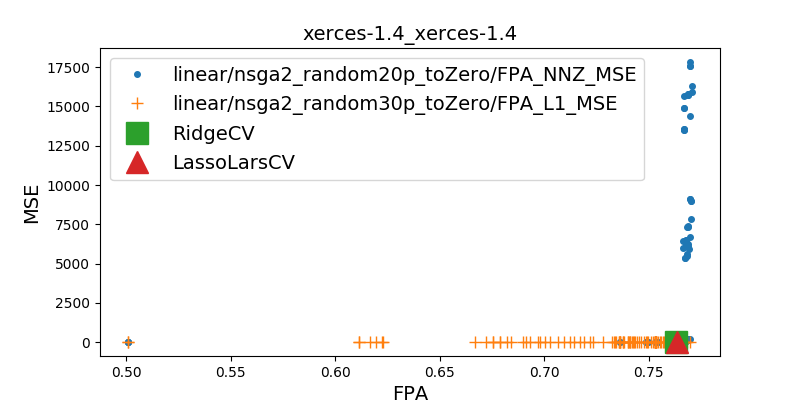 xerces-1.4_xerces-1.4
linear/nsga2_random20p_toZero/FPA_NNZ_MSE
linear/nsga2_random30p_toZero/FPA_L1_MSE
RidgeCV
LassoLarsCV
MSE
17500
15000
12500
10000
7500
5000
2500
0
0.50 0.55 0.60 0.65 0.70 0.75
FPA